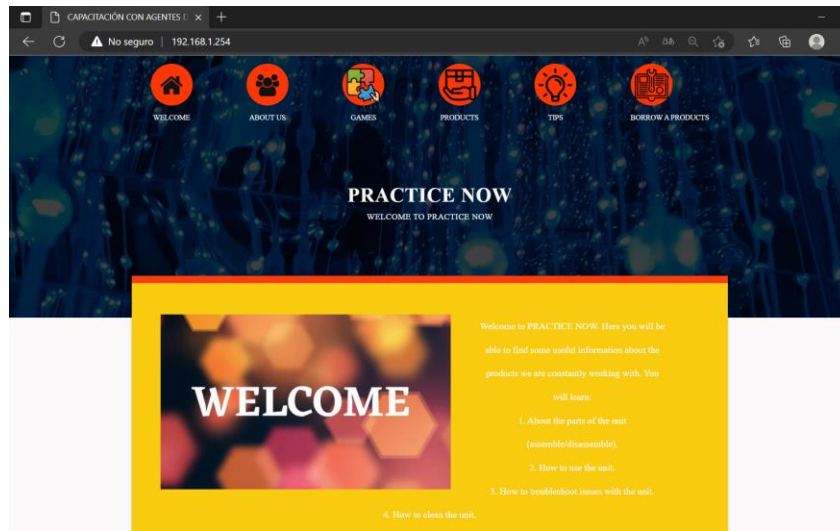 CAPACITACIÓN CON AGENTES D
No seguro | 192.168.1.254
WELCOME
ABOUT US
GAMES
PRODUCTS
TIPS
BORROW A PRODUCTS
PRACTICE NOW
WELCOME TO PRACTICE NOW
WELCOME
Welcome to PRACTICE NOW. Here you will be
able to find some useful information about the
products we are constantly working with. You
will learn:
1. About the parts of the unit
(assemble/disassemble).
2. How to use the unit.
3. How to troubleshoot issues with the unit.
4. How to clean the unit.